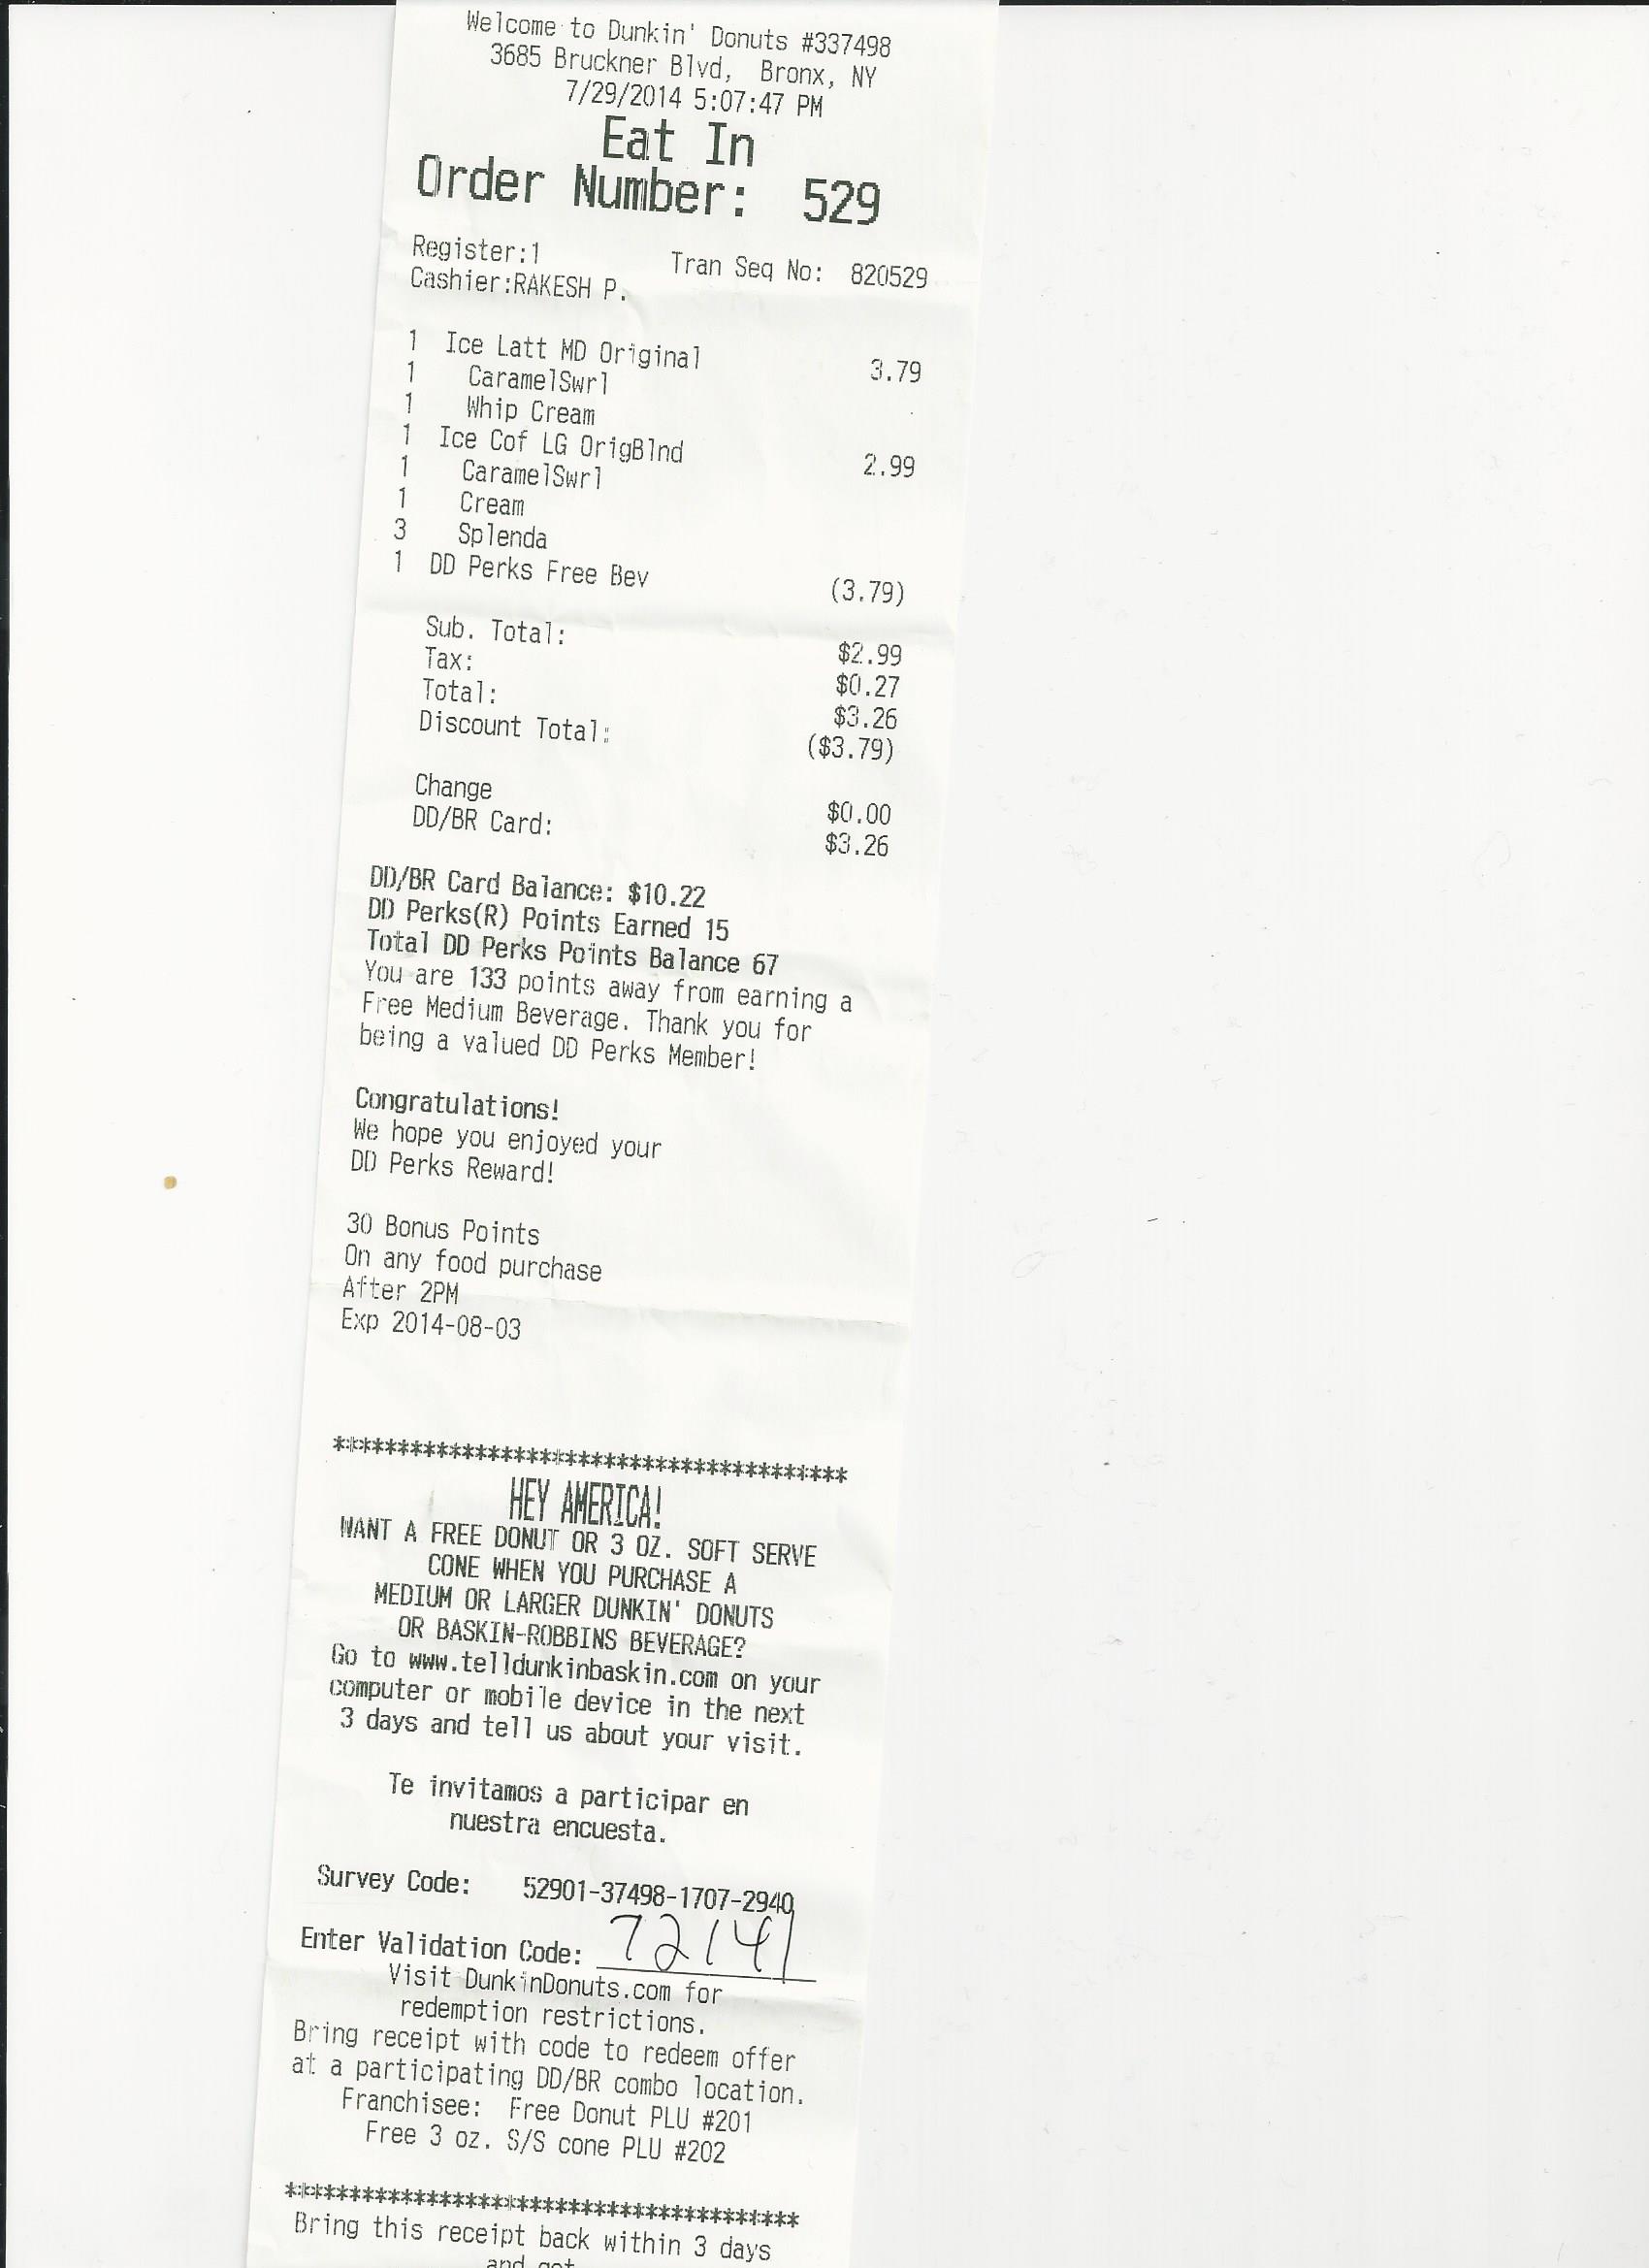 Welcome to Dunkin' Donuts #337498
3685 Bruckner Blvd, Bronx, NY
7/29/2014 5:07:47 PM
Eat In
Order Number: 529
Register:1 Tran Seq No: 820529
Cashier:RAKESH P.
1 Ice Latt MD Original 3.79
1 CaramelSwrl
1 Whip Cream
1 Ice Cof LG OrigBlnd 2.99
1 CaramelSwrl
1 Cream
3 Splenda
1 DD Perks Free Bev (3.79)
Sub. Total: $2.99
Tax: $0.27
Total: $3.26
Discount Total: ($3.79)
Change $0.00
DD/BR Card: $3.26
DD/BR Card Balance: $10.22
DD Perks(R) Points Earned 15
Total DD Perks Points Balance 67
You are 133 points away from earning a
Free Medium Beverage. Thank you for
being a valued DD Perks Member!
Congratulations!
We hope you enjoyed your
DD Perks Reward!
30 Bonus Points
On any food purchase
After 2PM
Exp 2014-08-03
****************************************
HEY AMERICA!
WANT A FREE DONUT OR 3 OZ. SOFT SERVE
CONE WHEN YOU PURCHASE A
MEDIUM OR LARGER DUNKIN' DONUTS
OR BASKIN-ROBBINS BEVERAGE?
Go to www.telldunkinbaskin.com on your
computer or mobile device in the next
3 days and tell us about your visit.
Te invitamos a participar en
nuestra encuesta.
Survey Code: 52901-37498-1707-2940
Enter Validation Code: 72141
Visit DunkinDonuts.com for
redemption restrictions.
Bring receipt with code to redeem offer
at a participating DD/BR combo location.
Franchisee: Free Donut PLU #201
Free 3 oz. S/S cone PLU #202
****************************************
Bring this receipt back within 3 days
and get